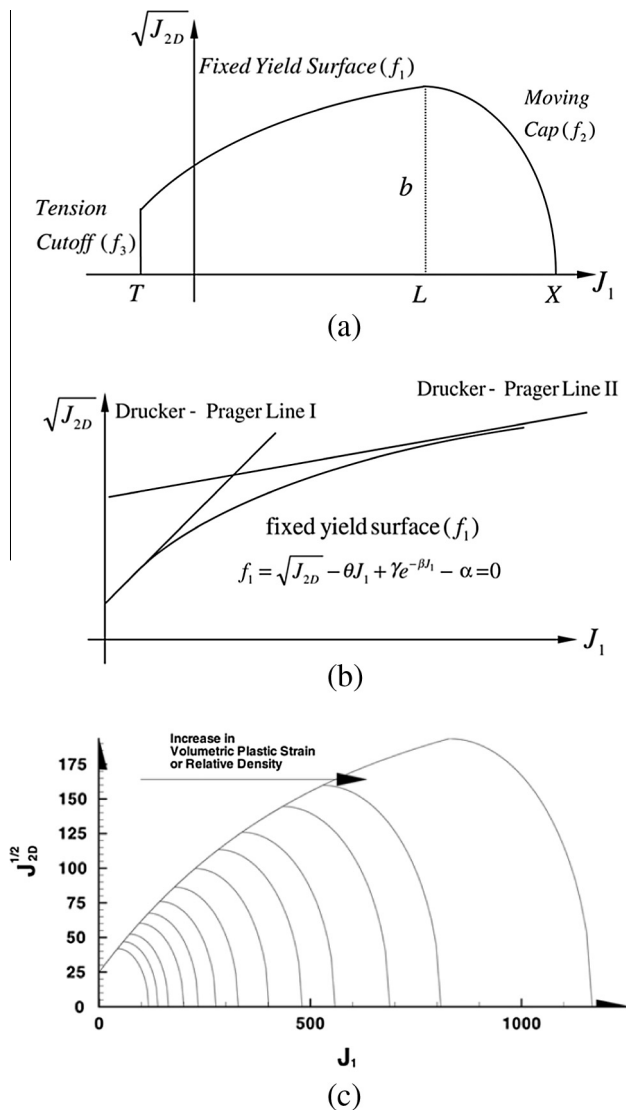 √J₂D
Fixed Yield Surface(f₁)
Moving
Cap(f₂)
Tension
Cutoff(f₃)
b
T
L
X
J₁
(a)
Drucker - Prager Line II
√J₂D
Drucker - Prager Line I
fixed yield surface(f₁)
f₁ = √J₂D − θJ₁ + γe^(−βJ₁) − α = 0
J₁
(b)
Increase in
Volumetric Plastic Strain
or Relative Density
175
150
125
100
75
50
25
0
J₂D^1/2
0
500
1000
J₁
(c)